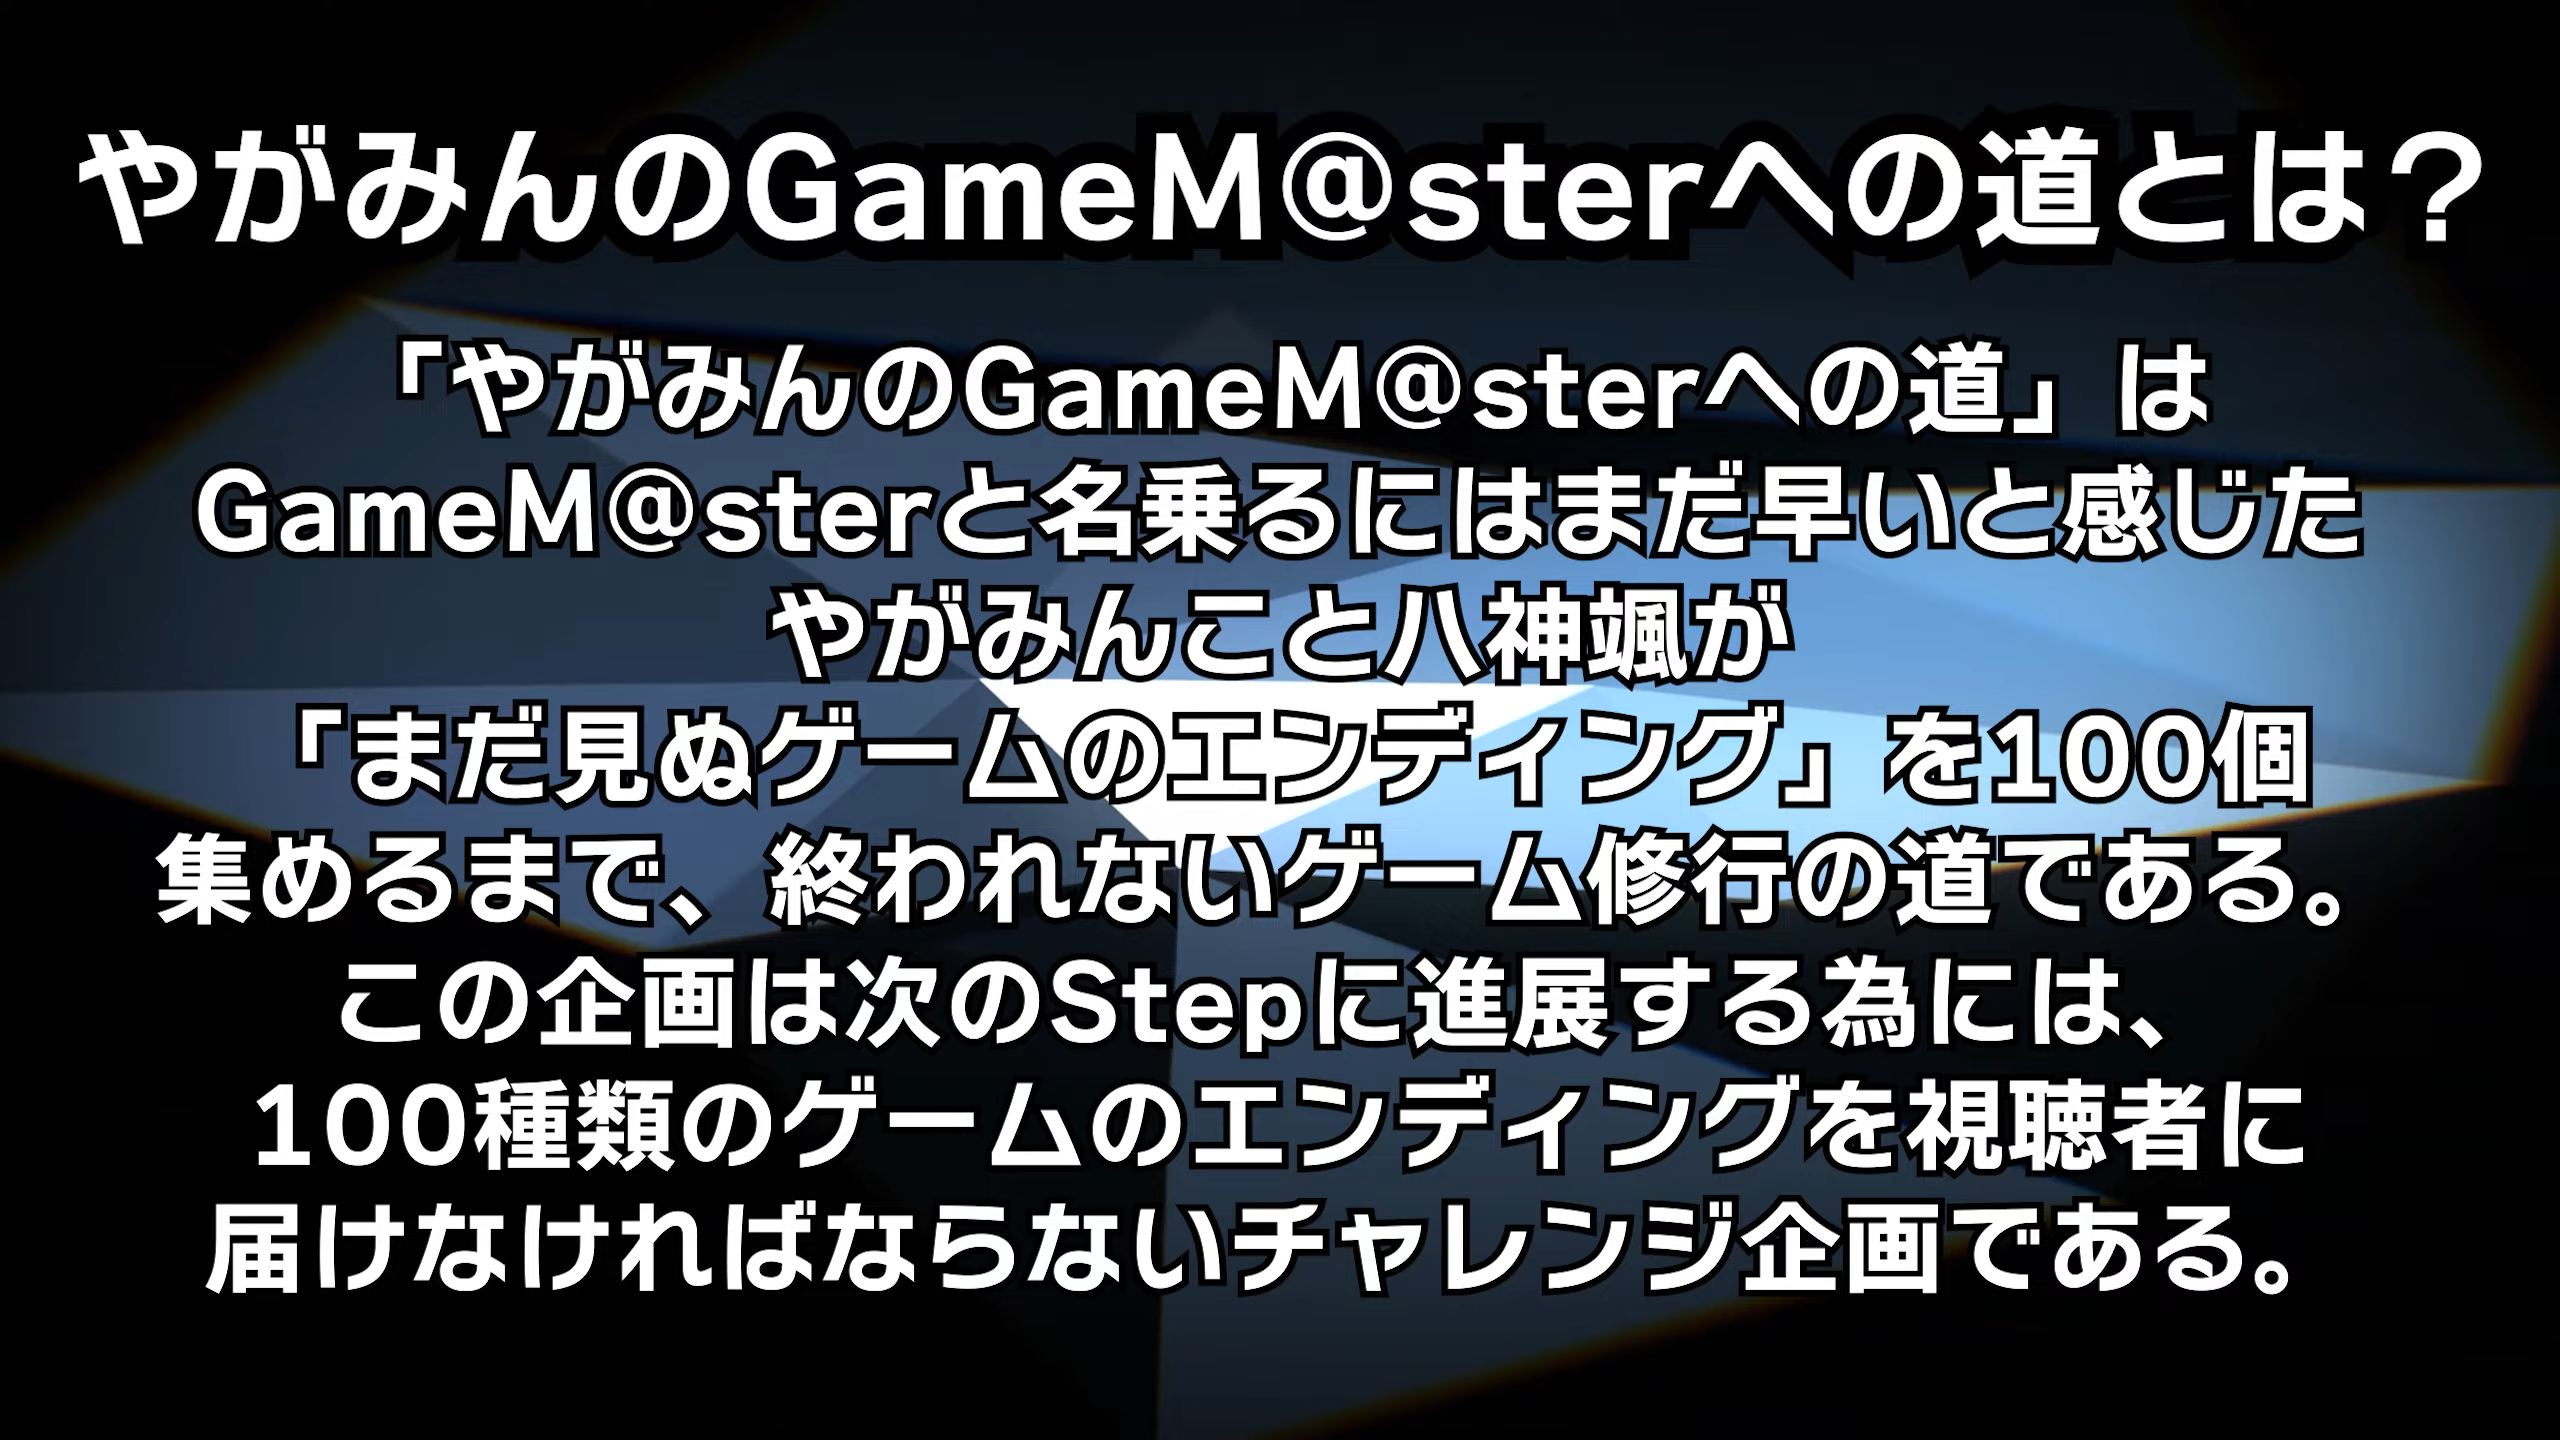 やがみんのGameM@sterへの道とは？
「やがみんのGameM@sterへの道」は
GameM@sterと名乗るにはまだ早いと感じた
やがみんこと八神颯が
「まだ見ぬゲームのエンディング」を100個
集めるまで、終われないゲーム修行の道である。
この企画は次のStepに進展する為には、
100種類のゲームのエンディングを視聴者に
届けなければならないチャレンジ企画である。